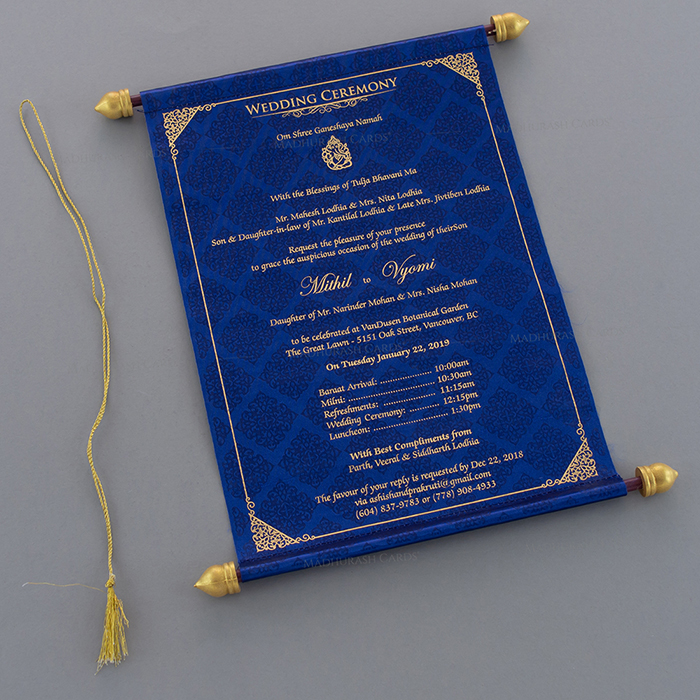 WEDDING CEREMONY
Om Shree Ganeshaya Namah
MADHURASH CARDS
With the Blessings of Tulja Bhavani Ma
Mr. Mahesh Lodhia & Mrs. Nita Lodhia
Son & Daughter-in-law of Mr. Kantilal Lodhia & Late Mrs. Jivtiben Lodhia
Request the pleasure of your presence
to grace the auspicious occasion of the wedding of theirSon
Mithil to Vyomi
Daughter of Mr. Narinder Mohan & Mrs. Nisha Mohan
to be celebrated at VanDusen Botanical Garden
The Great Lawn - 5151 Oak Street, Vancouver, BC
MADHURASH CARDS
On Tuesday January 22, 2019
Baraat Arrival: ..................... 10:00am
Milni: ................................. 10:30am
Refreshments: ..................... 11:15am
Wedding Ceremony: ........... 12:15pm
Luncheon: ........................... 1:30pm
With Best Compliments from
Parth, Veeral & Siddharth Lodhia
The favour of your reply is requested by Dec 22, 2018
via ashishandprakruti@gmail.com
(604) 837-9783 or (778) 908-4933
MADHURASH CARDS